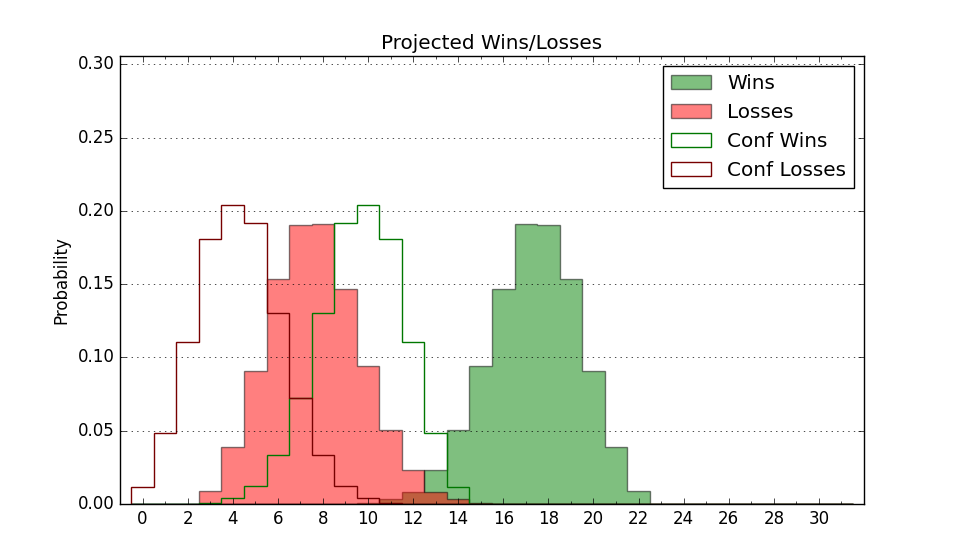 Projected Wins/Losses
0.30
0.25
0.20
0.15
0.10
0.05
0.00
Probability
Wins
Losses
Conf Wins
Conf Losses
0 2 4 6 8 10 12 14 16 18 20 22 24 26 28 30